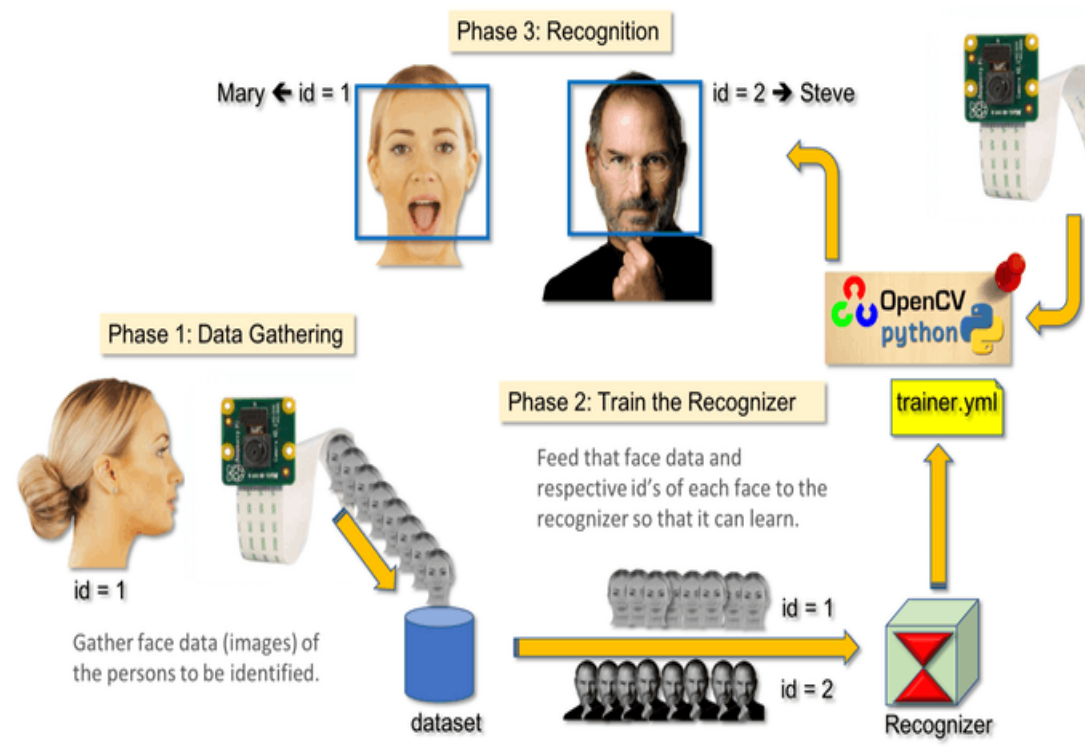 Phase 3: Recognition
Mary ← id = 1
id = 2 → Steve
OpenCV
python
Phase 1: Data Gathering
Phase 2: Train the Recognizer
trainer.yml
Feed that face data and
respective id's of each face to the
recognizer so that it can learn.
id = 1
Gather face data (images) of
the persons to be identified.
id = 1
id = 2
dataset
Recognizer